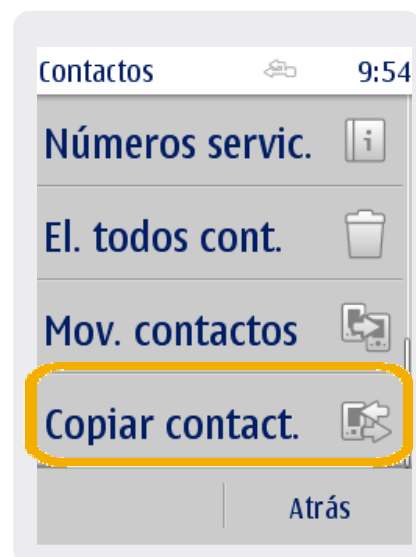 Contactos 9:54
Números servic.
El. todos cont.
Mov. contactos
Copiar contact.
Atrás